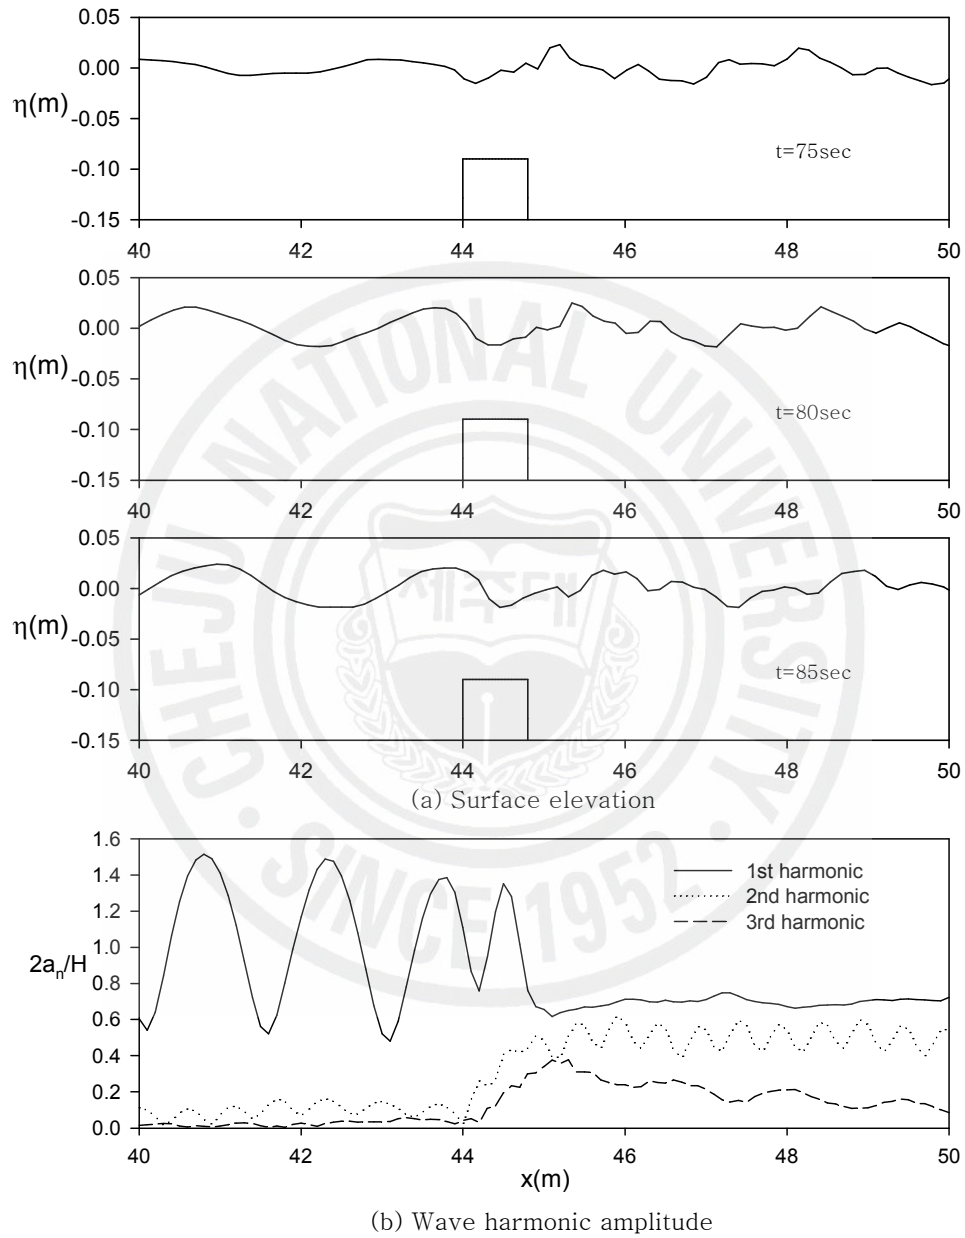 0.05
0.00
η(m)
-0.05
-0.10
-0.15
t=75sec
40 42 44 46 48 50
0.05
0.00
η(m)
-0.05
-0.10
-0.15
t=80sec
40 42 44 46 48 50
0.05
0.00
η(m)
-0.05
-0.10
-0.15
t=85sec
40 42 44 46 48 50
(a) Surface elevation
1.6
1.4
1.2
1.0
2aₙ/H
0.8
0.6
0.4
0.2
0.0
1st harmonic
2nd harmonic
3rd harmonic
40 42 44 46 48 50
x(m)
(b) Wave harmonic amplitude
CHEJU NATIONAL UNIVERSITY
제주대
· SINCE 1952 ·